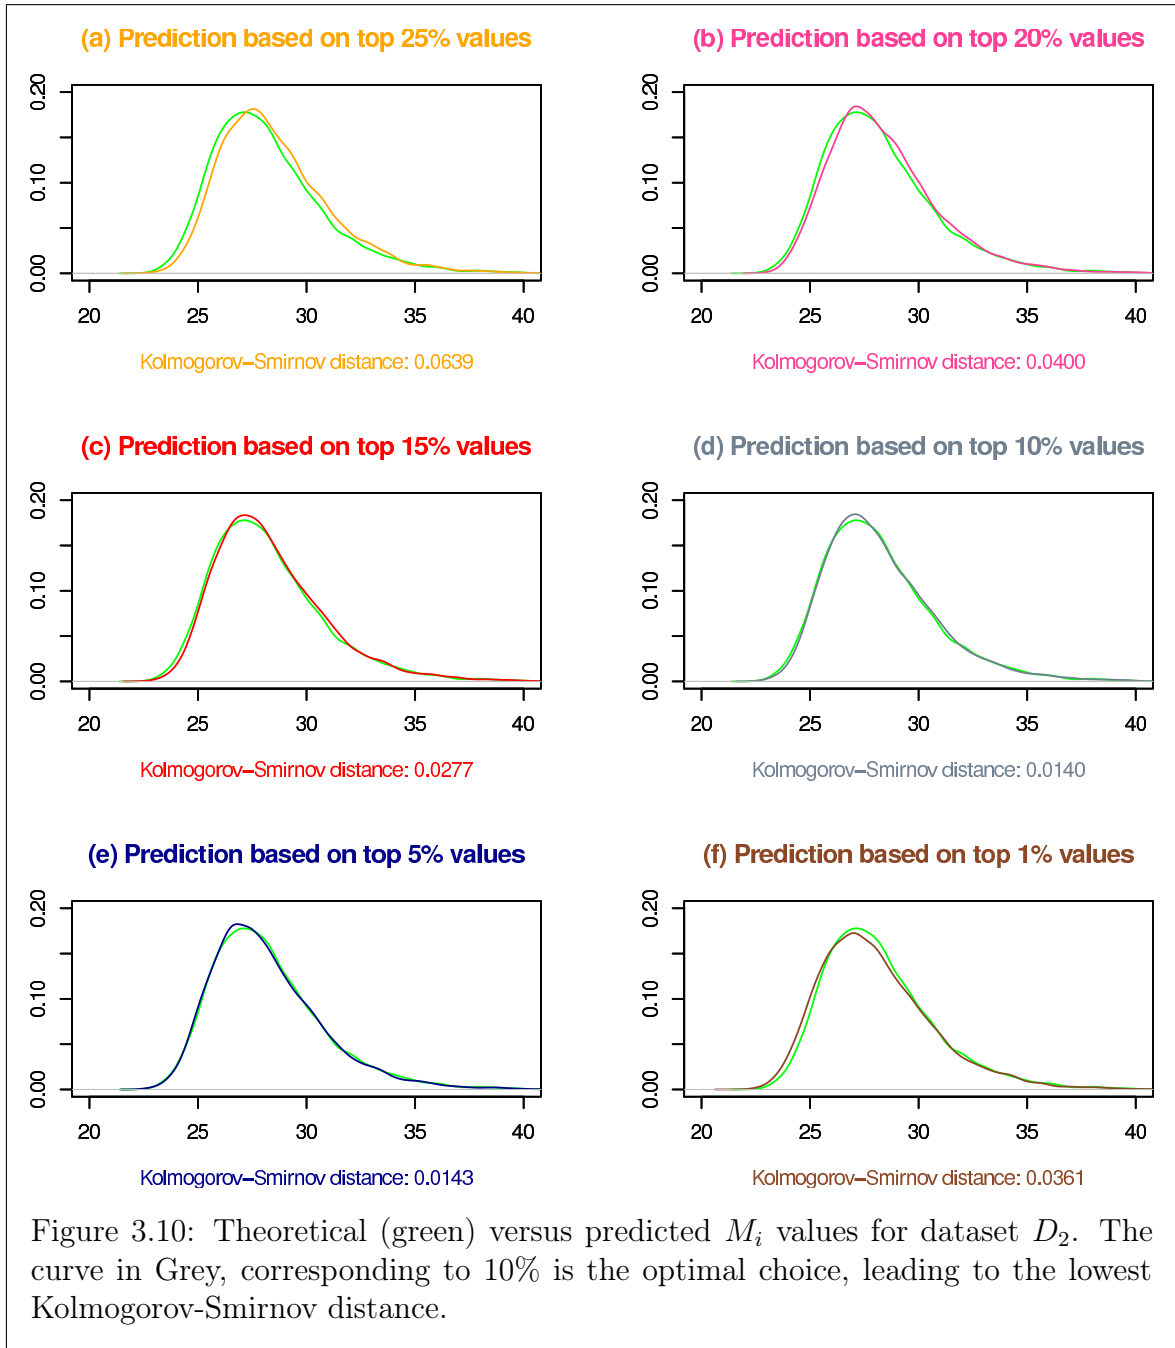 (a) Prediction based on top 25% values
(b) Prediction based on top 20% values
0.00 0.10 0.20
20 25 30 35 40
0.00 0.10 0.20
20 25 30 35 40
Kolmogorov–Smirnov distance: 0.0639
Kolmogorov–Smirnov distance: 0.0400
(c) Prediction based on top 15% values
(d) Prediction based on top 10% values
0.00 0.10 0.20
20 25 30 35 40
0.00 0.10 0.20
20 25 30 35 40
Kolmogorov–Smirnov distance: 0.0277
Kolmogorov–Smirnov distance: 0.0140
(e) Prediction based on top 5% values
(f) Prediction based on top 1% values
0.00 0.10 0.20
20 25 30 35 40
0.00 0.10 0.20
20 25 30 35 40
Kolmogorov–Smirnov distance: 0.0143
Kolmogorov–Smirnov distance: 0.0361
Figure 3.10: Theoretical (green) versus predicted M_i values for dataset D_2. The
curve in Grey, corresponding to 10% is the optimal choice, leading to the lowest
Kolmogorov-Smirnov distance.